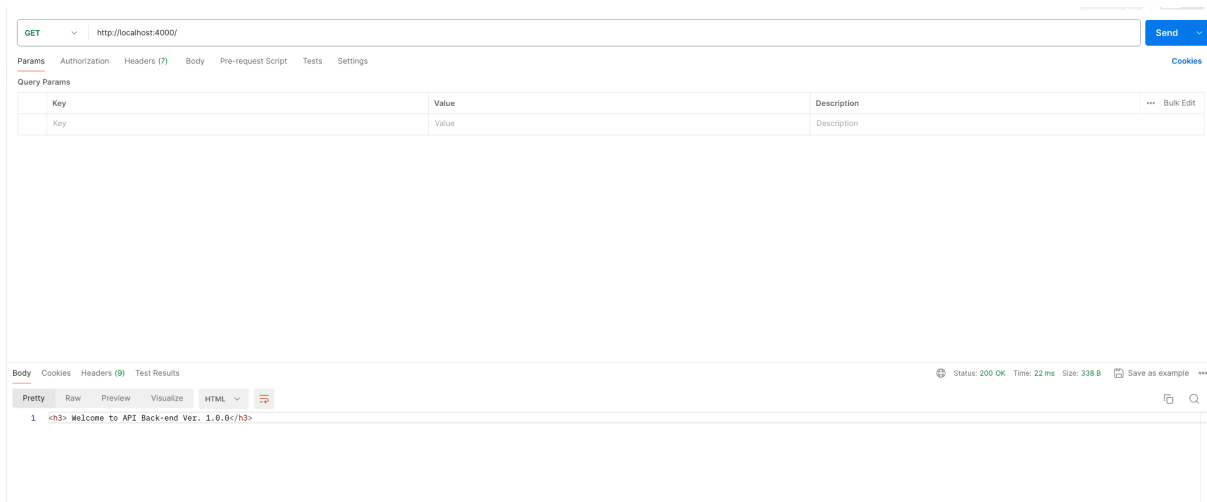 GET http://localhost:4000/ Send
Params Authorization Headers (7) Body Pre-request Script Tests Settings Cookies
Query Params
Key Value Description ••• Bulk Edit
Key Value Description
Body Cookies Headers (9) Test Results Status: 200 OK Time: 22 ms Size: 338 B Save as example •••
Pretty Raw Preview Visualize HTML
1 <h3> Welcome to API Back-end Ver. 1.0.0</h3>